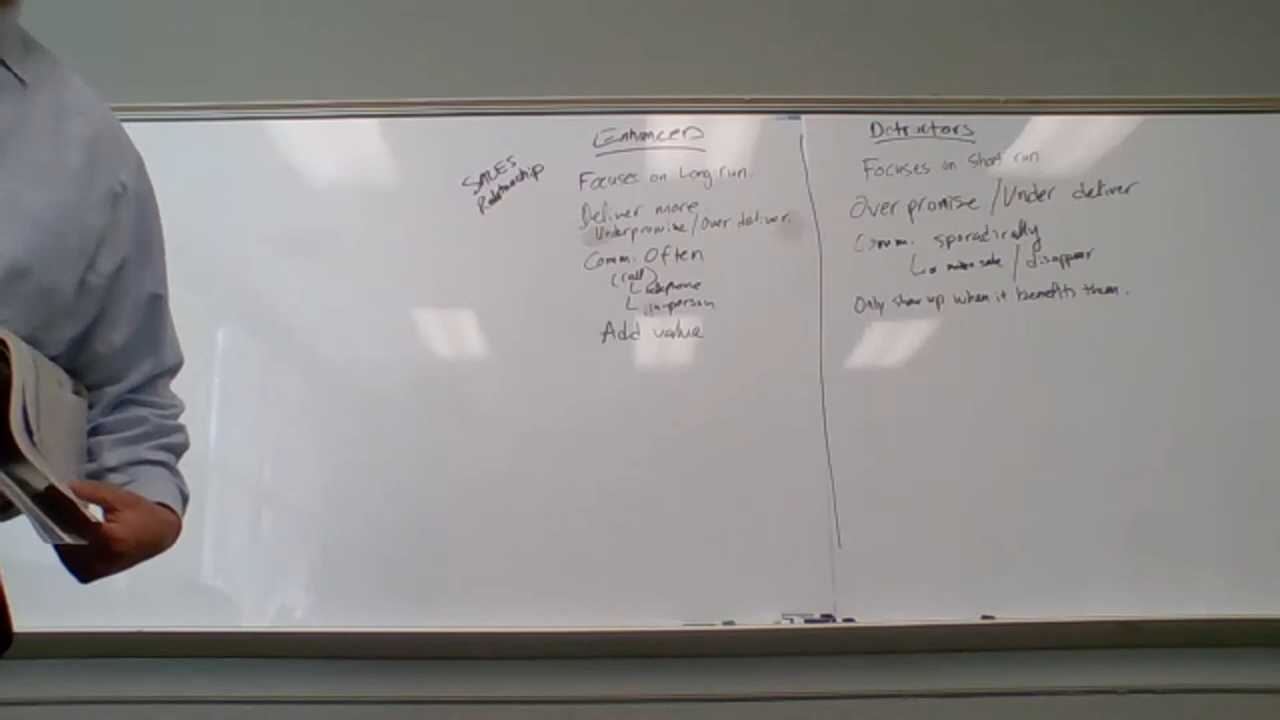 SALES
Relationship
Enhancers
Focuses on Long run.
Deliver more
Underpromise/Over deliver.
Comm. Often
(call)
telephone
in-person
Add value
Detractors
Focuses on Short run
Over promise / Under deliver
Comm. sporadically
make sale / disappear
Only show up when it benefits them.